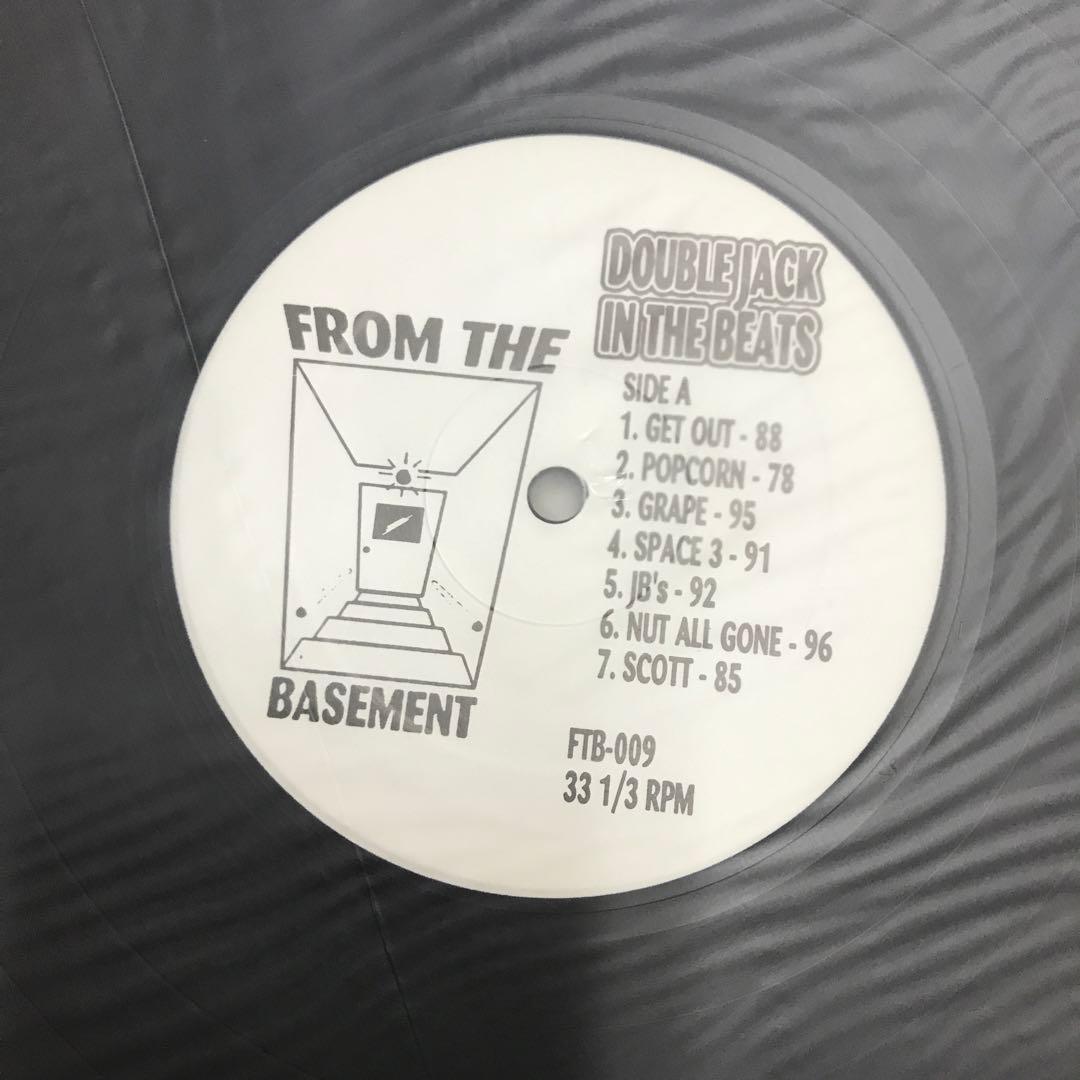 FROM THE
BASEMENT
DOUBLE JACK
IN THE BEATS
SIDE A
1. GET OUT - 88
2. POPCORN - 78
3. GRAPE - 95
4. SPACE 3 - 91
5. JB's - 92
6. NUT ALL GONE - 96
7. SCOTT - 85
FTB-009
33 1/3 RPM